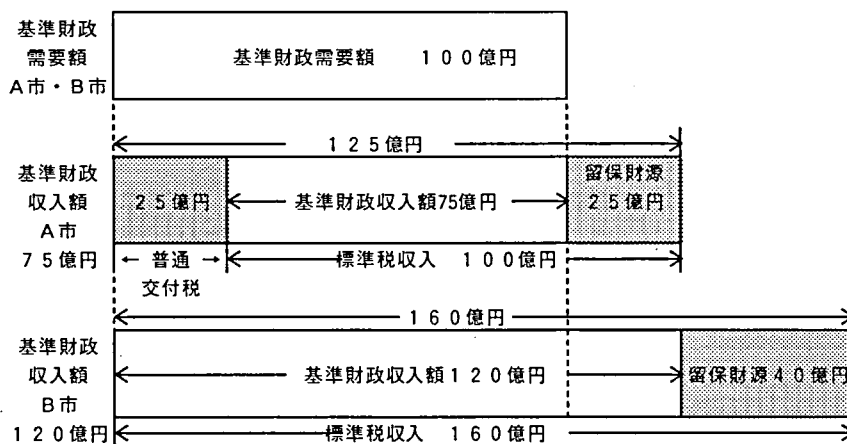 基準財政
需要額
A市・B市
基準財政需要額 100億円
125億円
基準財政
収入額
A市
75億円
25億円
基準財政収入額75億円
留保財源
25億円
普通
交付税
標準税収入 100億円
160億円
基準財政
収入額
B市
120億円
基準財政収入額120億円
留保財源40億円
標準税収入 160億円